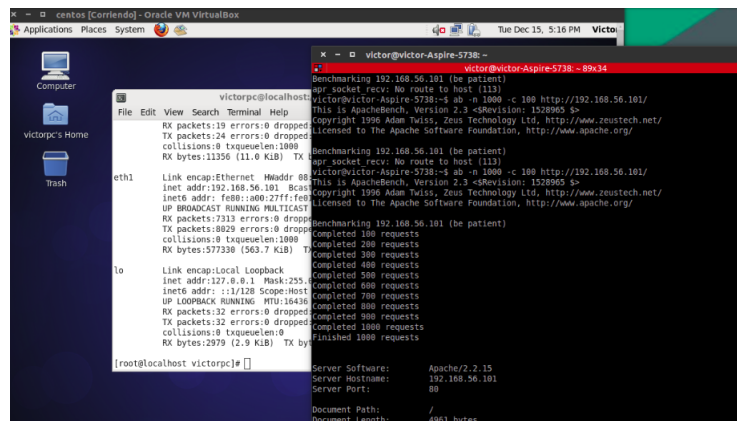 centos [Corriendo] - Oracle VM VirtualBox
Applications Places System
Tue Dec 15, 5:16 PM Victo
Computer
victorpc's Home
Trash
victorpc@localhost:
File Edit View Search Terminal Help
RX packets:19 errors:0 dropped:
TX packets:24 errors:0 dropped:
collisions:0 txqueuelen:1000
RX bytes:11356 (11.0 KiB) TX
eth1 Link encap:Ethernet HWaddr 08:
inet addr:192.168.56.101 Bcas
inet6 addr: fe80::a00:27ff:fe0
UP BROADCAST RUNNING MULTICAST
RX packets:7313 errors:0 droppe
TX packets:8029 errors:0 droppe
collisions:0 txqueuelen:1000
RX bytes:577330 (563.7 KiB) T
lo Link encap:Local Loopback
inet addr:127.0.0.1 Mask:255.
inet6 addr: ::1/128 Scope:Host
UP LOOPBACK RUNNING MTU:16436
RX packets:32 errors:0 dropped:
TX packets:32 errors:0 dropped:
collisions:0 txqueuelen:0
RX bytes:2979 (2.9 KiB) TX byt
[root@localhost victorpc]#
victor@victor-Aspire-5738: ~
victor@victor-Aspire-5738: ~ 89x34
Benchmarking 192.168.56.101 (be patient)
apr_socket_recv: No route to host (113)
victor@victor-Aspire-5738:~$ ab -n 1000 -c 100 http://192.168.56.101/
This is ApacheBench, Version 2.3 <$Revision: 1528965 $>
Copyright 1996 Adam Twiss, Zeus Technology Ltd, http://www.zeustech.net/
Licensed to The Apache Software Foundation, http://www.apache.org/
Benchmarking 192.168.56.101 (be patient)
apr_socket_recv: No route to host (113)
victor@victor-Aspire-5738:~$ ab -n 1000 -c 100 http://192.168.56.101/
This is ApacheBench, Version 2.3 <$Revision: 1528965 $>
Copyright 1996 Adam Twiss, Zeus Technology Ltd, http://www.zeustech.net/
Licensed to The Apache Software Foundation, http://www.apache.org/
Benchmarking 192.168.56.101 (be patient)
Completed 100 requests
Completed 200 requests
Completed 300 requests
Completed 400 requests
Completed 500 requests
Completed 600 requests
Completed 700 requests
Completed 800 requests
Completed 900 requests
Completed 1000 requests
Finished 1000 requests
Server Software: Apache/2.2.15
Server Hostname: 192.168.56.101
Server Port: 80
Document Path: /
Document Length: 4961 bytes